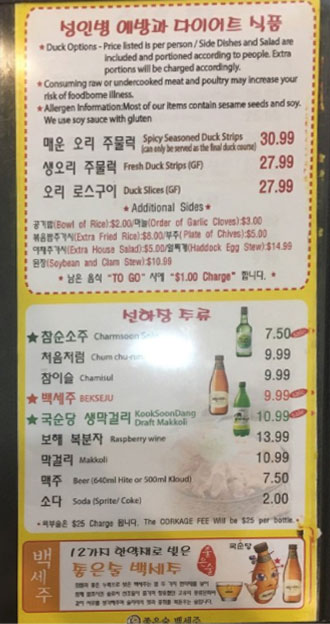 성인병 예방과 다이어트 식품
★ Duck Options - Price listed is per person / Side Dishes and Salad are
included and portioned according to people. Extra
portions will be charged accordingly.
★ Consuming raw or undercooked meat and poultry may increase your
risk of foodborne illness.
★ Allergen Information:Most of our items contain sesame seeds and soy.
We use soy sauce with gluten
매운 오리 주물럭 Spicy Seasoned Duck Strips 30.99
(can only be served as the final duck course)
생오리 주물럭 Fresh Duck Strips (GF) 27.99
오리 로스구이 Duck Slices (GF) 27.99
★ Additional Sides ★
공기밥(Bowl of Rice):$2.00/마늘(Order of Garlic Cloves):$3.00
볶음밥추가시(Extra Fried Rice):$8.00/부추( Plate of Chives):$5.00
야채추가시(Extra House Salad):$5.00/알찌개(Haddock Egg Stew):$14.99
된장(Soybean and Clam Stew):$10.99
★ 남은 음식 "TO GO" 시에 "$1.00 Charge" 합니다. ★
주류
★ 참순소주 Charmsoon 7.50
처음처럼 Chum chu 9.99
참이슬 Chamisul 9.99
★ 백세주 BEKSEJU 9.99
★ 국순당 생막걸리 KookSoonDang 10.99
Draft Makkoli
보해 복분자 Raspberry wine 13.99
막걸리 Makkoli 10.99
맥주 Beer (640ml Hite or 500ml Kloud) 7.50
소다 Soda (Sprite/ Coke) 2.00
$25 Charge 됩니다. The CORKAGE FEE Will be $25 per bottle.
백세주
12가지 한약재로 빚은
좋은술 백세주
국순당
좋은술 백세주